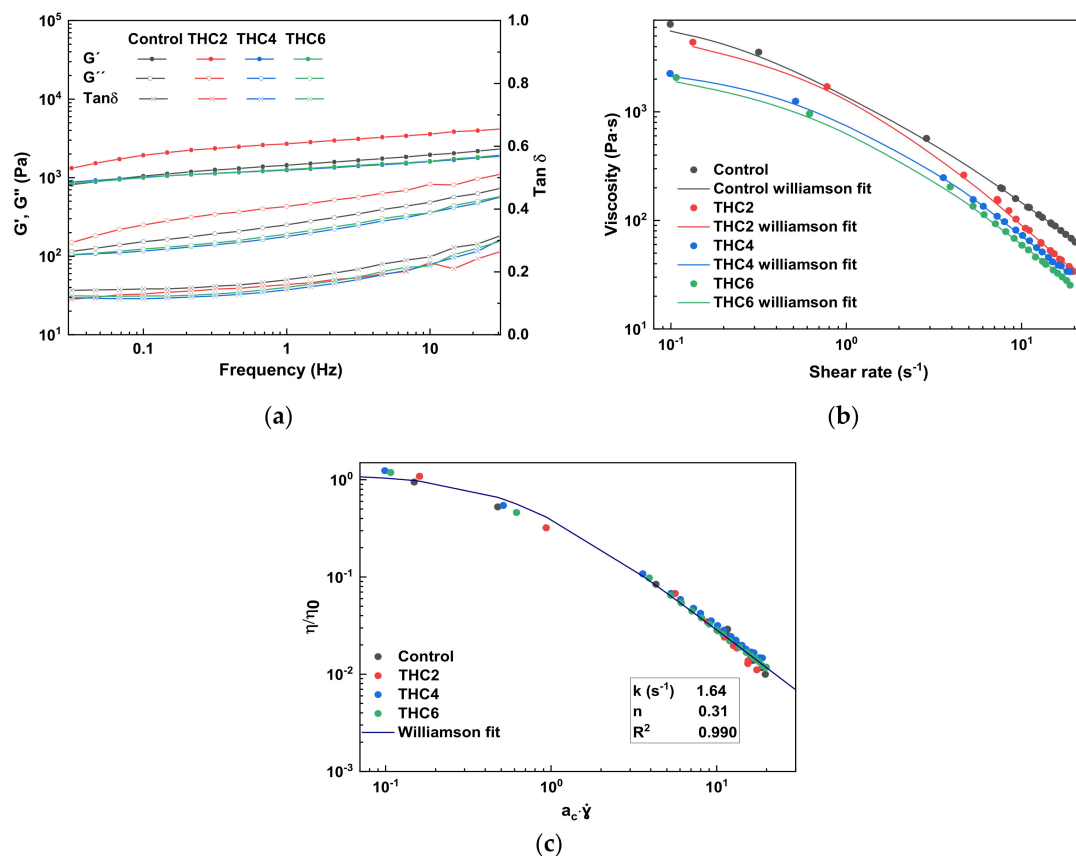 Control THC2 THC4 THC6
G´
G´´
Tanδ
10⁵
10⁴
10³
10²
10¹
G', G'' (Pa)
1.0
0.8
0.6
0.4
0.2
0.0
Tan δ
0.1 1 10
Frequency (Hz)
(a)
10³
10²
10¹
Viscosity (Pa·s)
Control
Control williamson fit
THC2
THC2 williamson fit
THC4
THC4 williamson fit
THC6
THC6 williamson fit
10⁻¹ 10⁰ 10¹
Shear rate (s⁻¹)
(b)
10⁰
10⁻¹
10⁻²
10⁻³
η/η0
Control
THC2
THC4
THC6
Williamson fit
k (s⁻¹) 1.64
n 0.31
R² 0.990
10⁻¹ 10⁰ 10¹
a꜀·γ̇
(c)